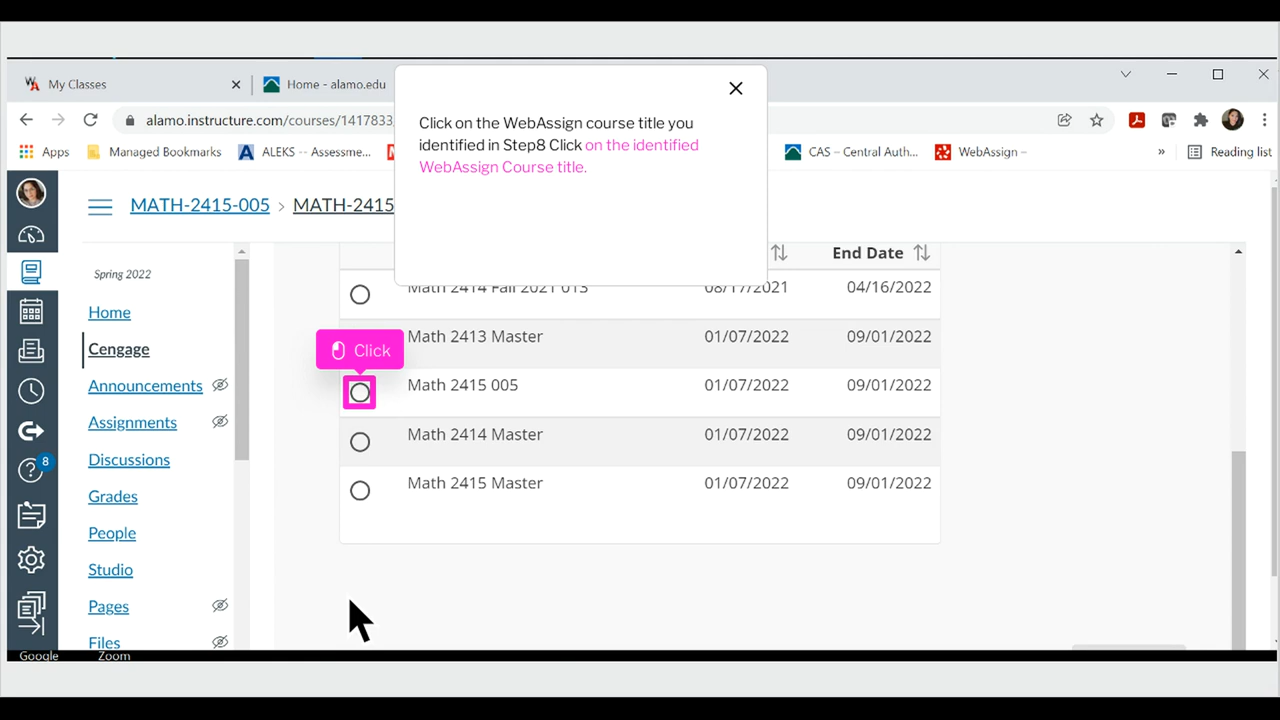 My Classes
Home - alamo.edu
alamo.instructure.com/courses/1417833
Click on the WebAssign course title you
identified in Step8 Click on the identified
WebAssign Course title.
Apps
Managed Bookmarks
ALEKS -- Assessme...
CAS – Central Auth...
WebAssign –
»
Reading list
MATH-2415-005 > MATH-2415
Spring 2022
Home
Cengage
Announcements
Assignments
Discussions
Grades
People
Studio
Pages
Files
8
End Date
Math 2414 Fall 2021 013 08/17/2021 04/16/2022
Math 2413 Master 01/07/2022 09/01/2022
Click
Math 2415 005 01/07/2022 09/01/2022
Math 2414 Master 01/07/2022 09/01/2022
Math 2415 Master 01/07/2022 09/01/2022
Google
Zoom